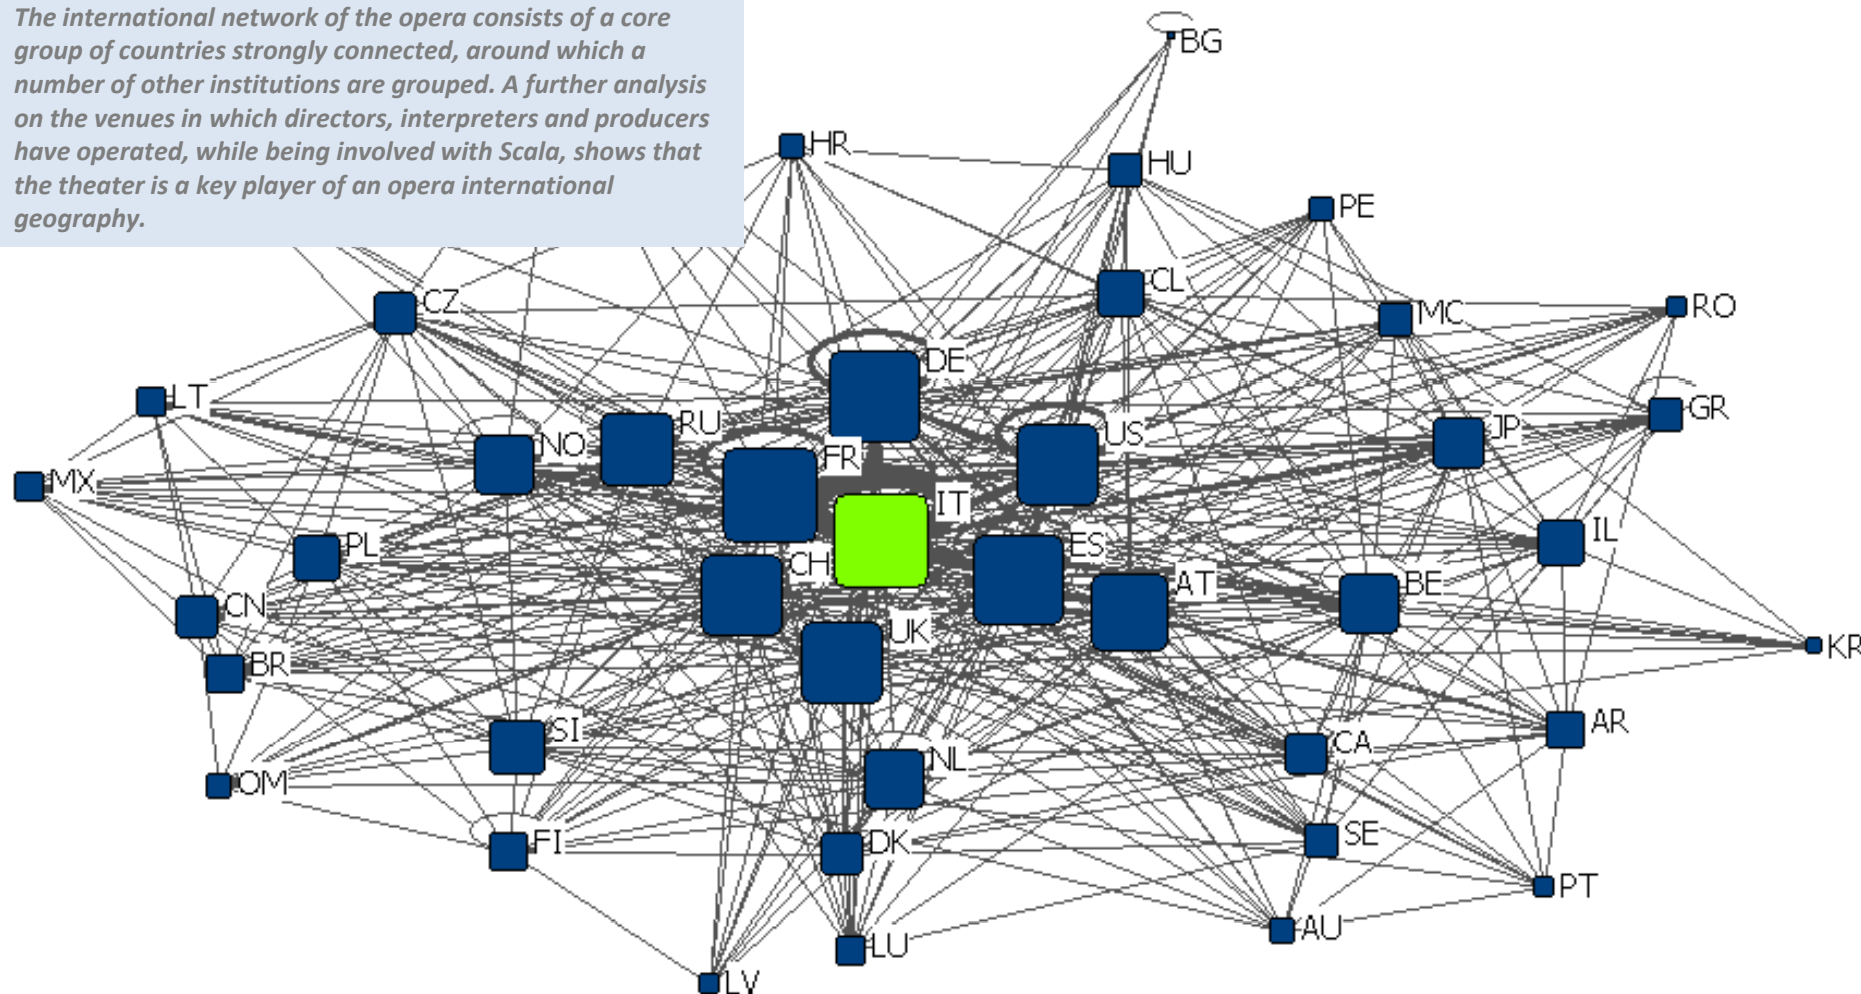 The international network of the opera consists of a core
group of countries strongly connected, around which a
number of other institutions are grouped. A further analysis
on the venues in which directors, interpreters and producers
have operated, while being involved with Scala, shows that
the theater is a key player of an opera international
geography.
BG
HR
HU
PE
CL
CZ
MC
RO
DE
LT
RU
NO
US
JP
GR
FR
MX
IT
PL
CH
ES
IL
CN
AT
BE
BR
UK
KR
SI
NL
CA
AR
OM
FI
DK
SE
PT
LU
AU
LV